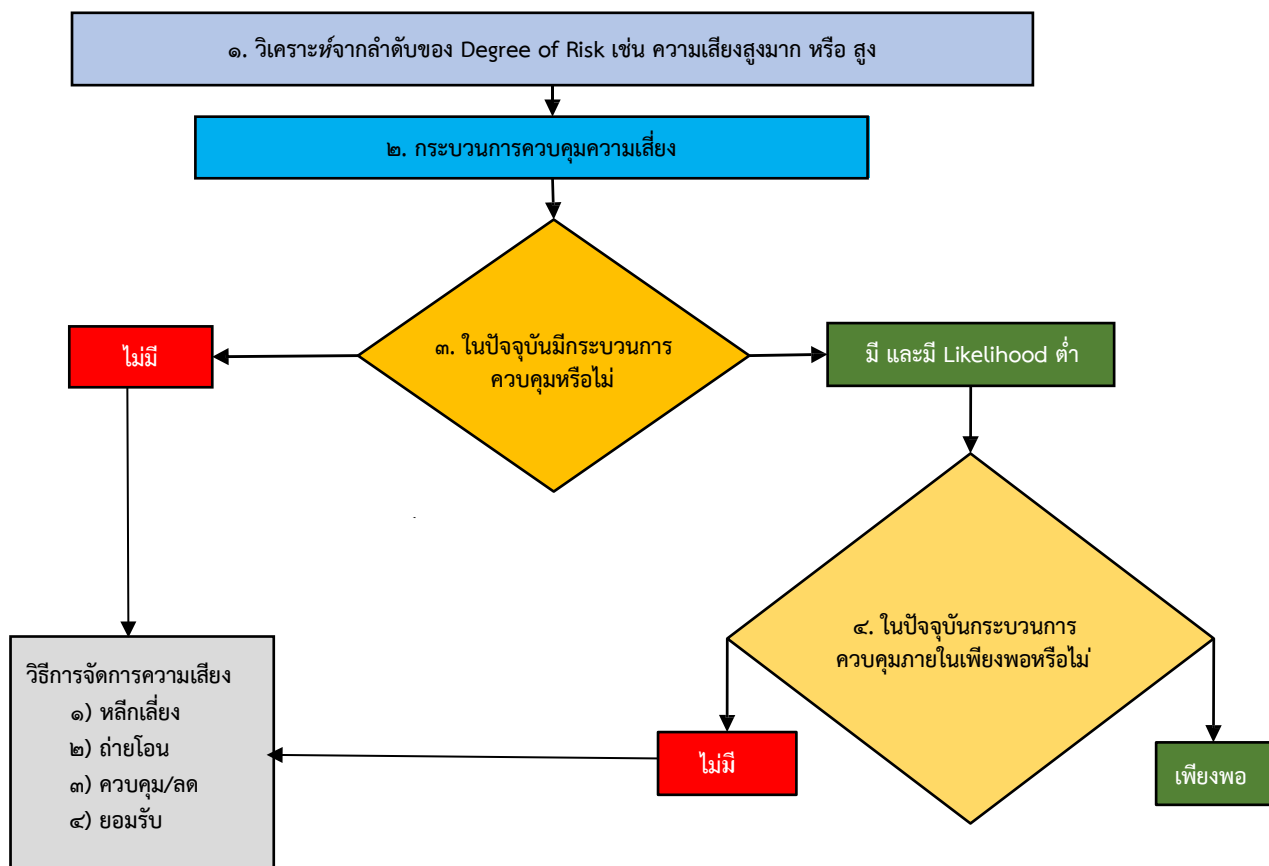 ๑. วิเคราะห์จากลำดับของ Degree of Risk เช่น ความเสียงสูงมาก หรือ สูง
๒. กระบวนการควบคุมความเสี่ยง
๓. ในปัจจุบันมีกระบวนการ
ควบคุมหรือไม่
ไม่มี
มี และมี Likelihood ต่ำ
๔. ในปัจจุบันกระบวนการ
ควบคุมภายในเพียงพอหรือไม่
วิธีการจัดการความเสียง
๑) หลีกเลี่ยง
๒) ถ่ายโอน
๓) ควบคุม/ลด
๔) ยอมรับ
ไม่มี
เพียงพอ